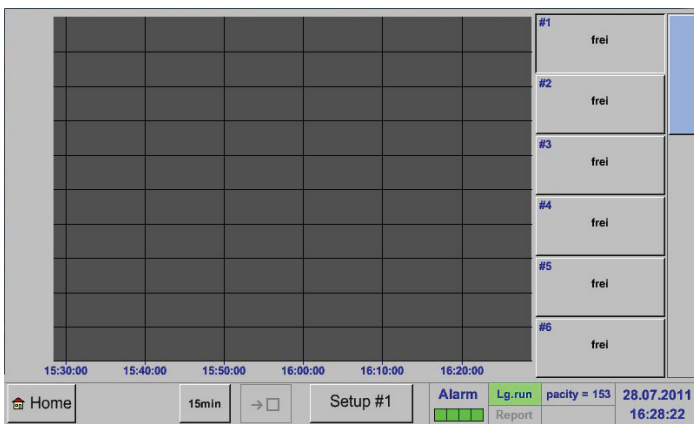 #1
frei
#2
frei
#3
frei
#4
frei
#5
frei
#6
frei
15:30:00 15:40:00 15:50:00 16:00:00 16:10:00 16:20:00
Home 15min Setup #1 Alarm Lg.run pacity = 153 28.07.2011
Report 16:28:22